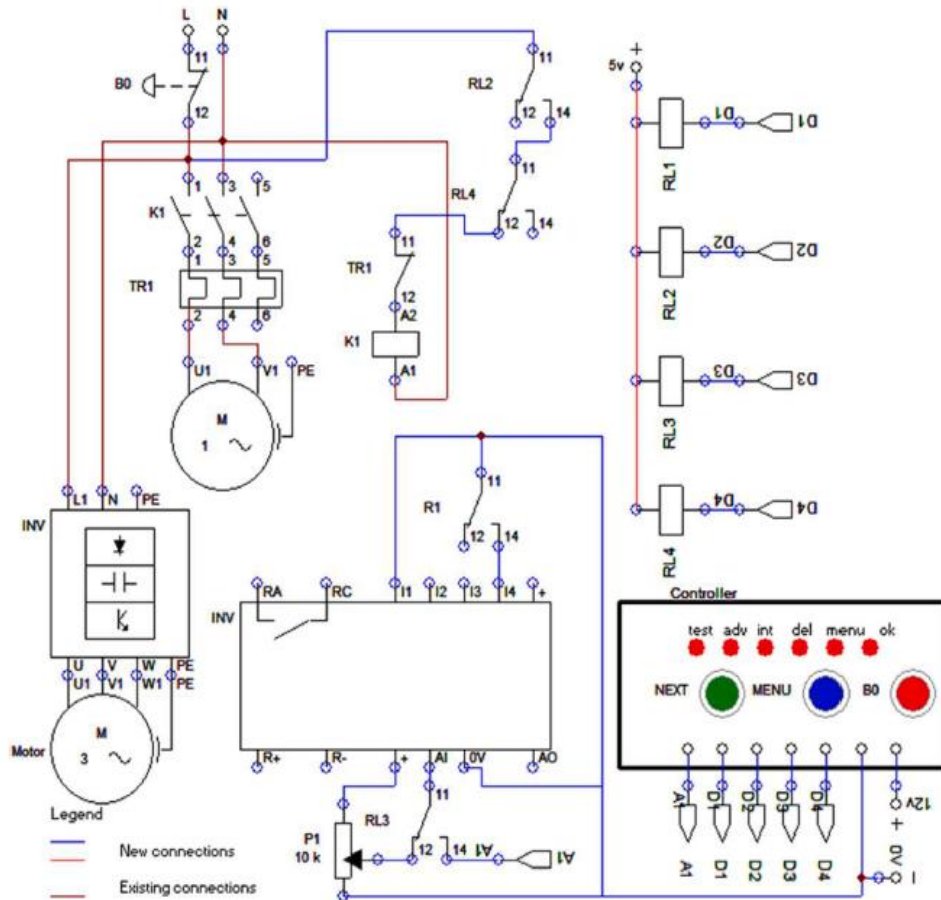 L N
11
B0
12
1 3 5
K1
2 4 6
1 3 5
TR1
2 4 6
U1 V1 PE
M
1
11
RL2
12 14
11
RL4
12 14
11
TR1
12
A2
K1
A1
+
5v
D1 D1
RL1
D2 D2
RL2
D3 D3
RL3
D4 D4
RL4
L1 N PE
INV
U V W PE
U1 V1 W1 PE
M
Motor
3
11
R1
12 14
RA RC I1 I2 I3 I4 +
INV
R+ R- + AI 0V AO
11
RL3
P1
10 k
12 14 A1 A1
Controller
test adv int del menu ok
NEXT MENU B0
A1 D1 D2 D3 D4 12v
+
A1 D1 D2 D3 D4 0V
Legend
New connections
Existing connections